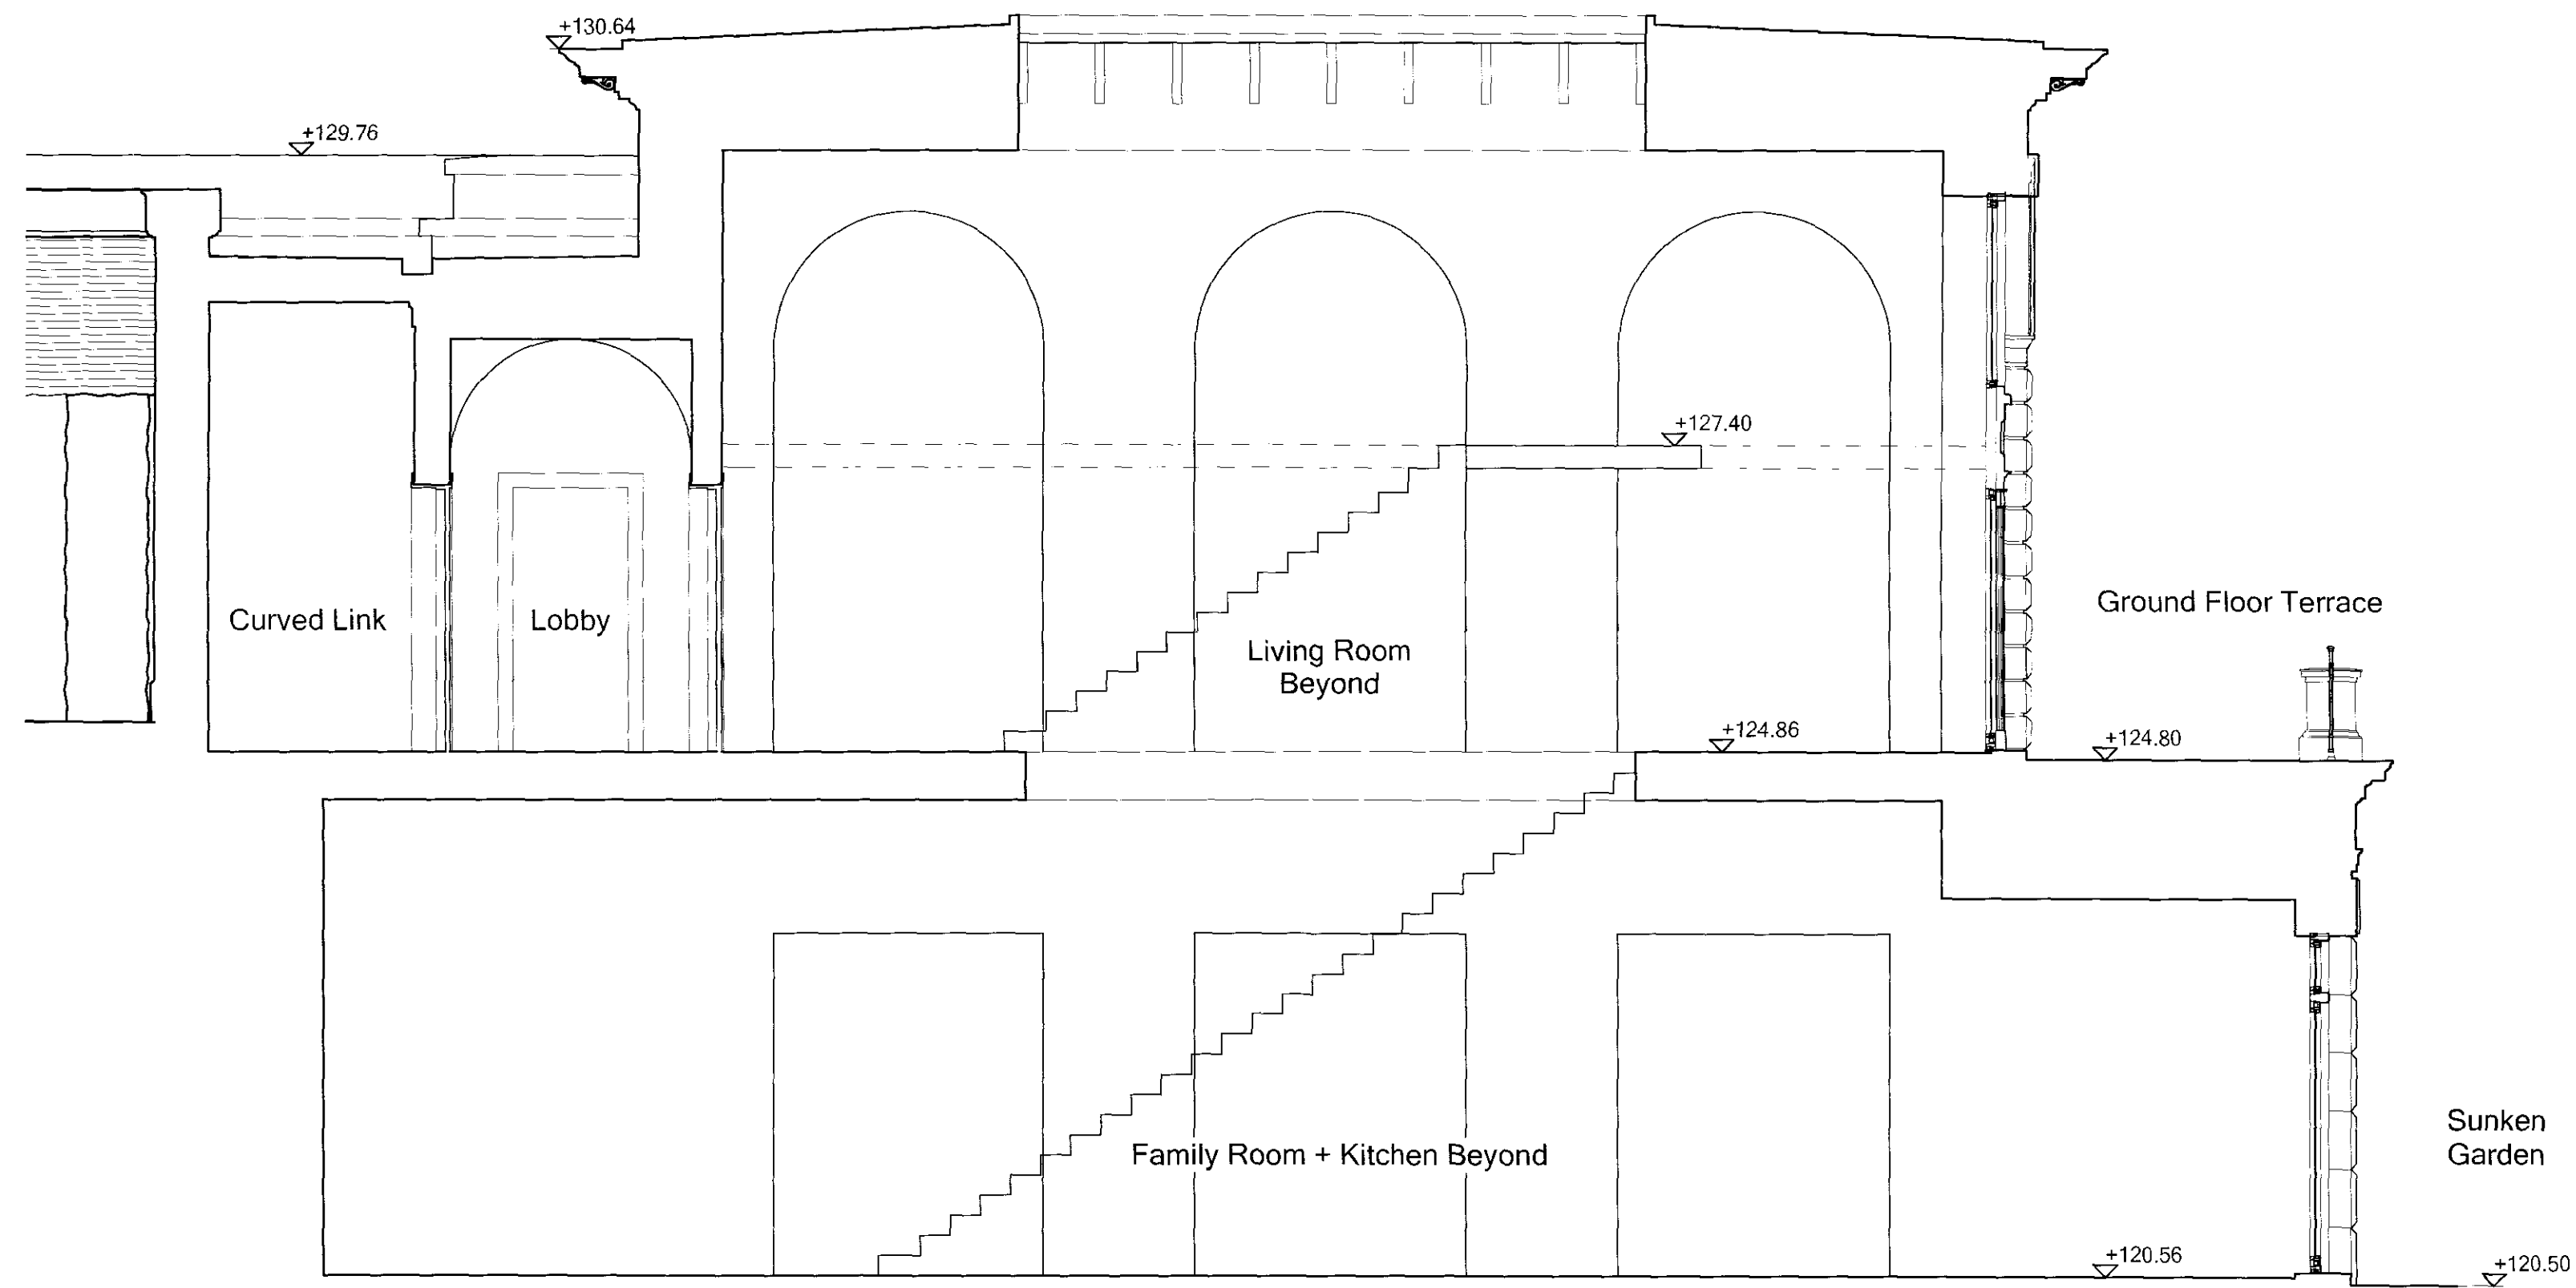 +130.64
+129.76
+127.40
Curved Link
Lobby
Living Room
Beyond
Ground Floor Terrace
+124.86
+124.80
Family Room + Kitchen Beyond
Sunken
Garden
+120.56
+120.50